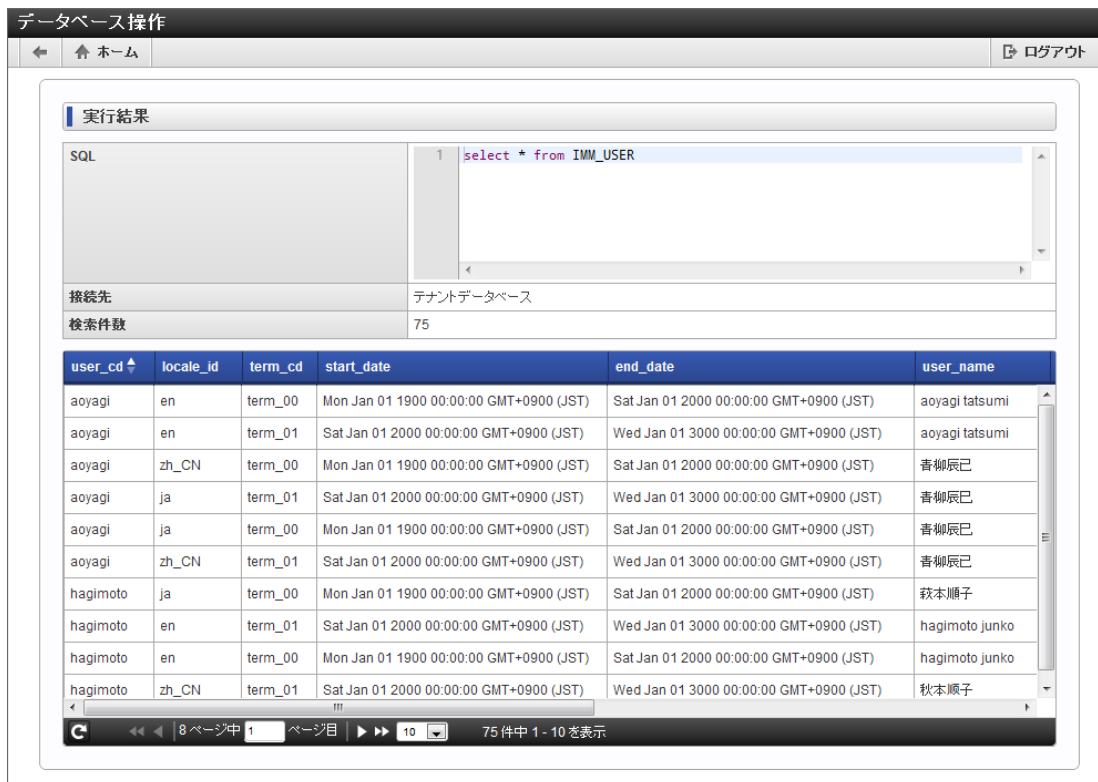 データベース操作
ホーム ログアウト
実行結果
SQL 1 select * from IMM_USER
接続先 テナントデータベース
検索件数 75
user_cd locale_id term_cd start_date end_date user_name
aoyagi en term_00 Mon Jan 01 1900 00:00:00 GMT+0900 (JST) Sat Jan 01 2000 00:00:00 GMT+0900 (JST) aoyagi tatsumi
aoyagi en term_01 Sat Jan 01 2000 00:00:00 GMT+0900 (JST) Wed Jan 01 3000 00:00:00 GMT+0900 (JST) aoyagi tatsumi
aoyagi zh_CN term_00 Mon Jan 01 1900 00:00:00 GMT+0900 (JST) Sat Jan 01 2000 00:00:00 GMT+0900 (JST)青柳辰巳
aoyagi ja term_01 Sat Jan 01 2000 00:00:00 GMT+0900 (JST) Wed Jan 01 3000 00:00:00 GMT+0900 (JST) 青柳辰巳
aoyagi ja term_00 Mon Jan 01 1900 00:00:00 GMT+0900 (JST) Sat Jan 01 2000 00:00:00 GMT+0900 (JST) 青柳辰巳
aoyagi zh_CN term_01 Sat Jan 01 2000 00:00:00 GMT+0900 (JST) Wed Jan 01 3000 00:00:00 GMT+0900 (JST) 青柳辰巳
hagimoto ja term_00 Mon Jan 01 1900 00:00:00 GMT+0900 (JST) Sat Jan 01 2000 00:00:00 GMT+0900 (JST) 萩本順子
hagimoto en term_01 Sat Jan 01 2000 00:00:00 GMT+0900 (JST) Wed Jan 01 3000 00:00:00 GMT+0900 (JST) hagimoto junko
hagimoto en term_00 Mon Jan 01 1900 00:00:00 GMT+0900 (JST) Sat Jan 01 2000 00:00:00 GMT+0900 (JST) hagimoto junko
hagimoto zh_CN term_01 Sat Jan 01 2000 00:00:00 GMT+0900 (JST) Wed Jan 01 3000 00:00:00 GMT+0900 (JST) 秋本顺子
8 ページ中 1 ページ目 10 75 件中 1 - 10 を表示